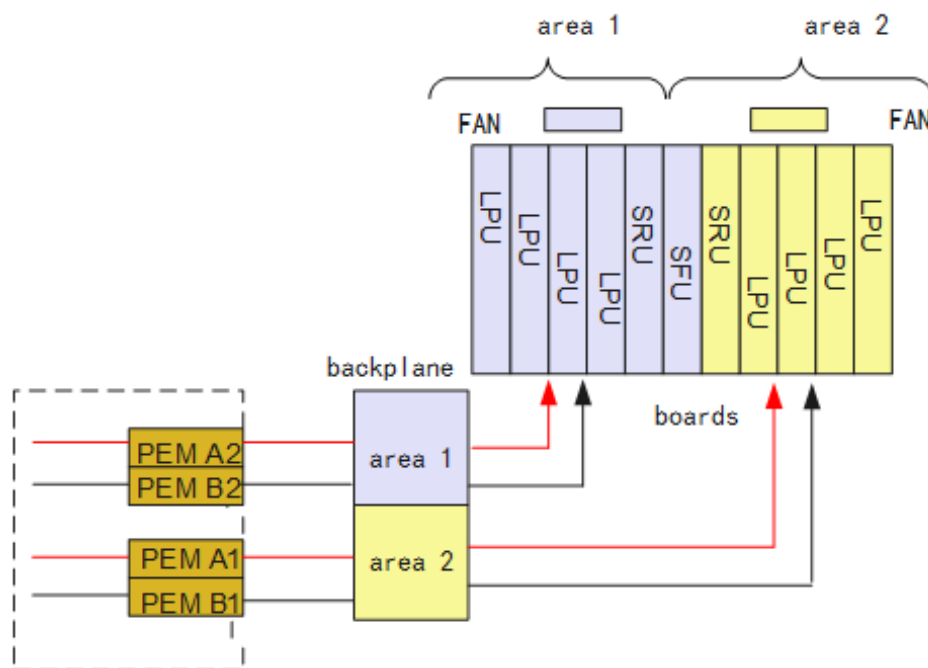 area 1
area 2
FAN
FAN
LPU
LPU
LPU
LPU
SRU
SFU
SRU
LPU
LPU
LPU
LPU
backplane
boards
PEM A2
PEM B2
area 1
PEM A1
PEM B1
area 2